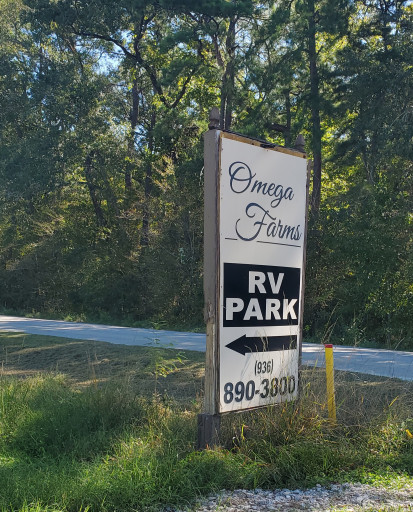 Omega
Farms
RV
PARK
(936)
890-3800